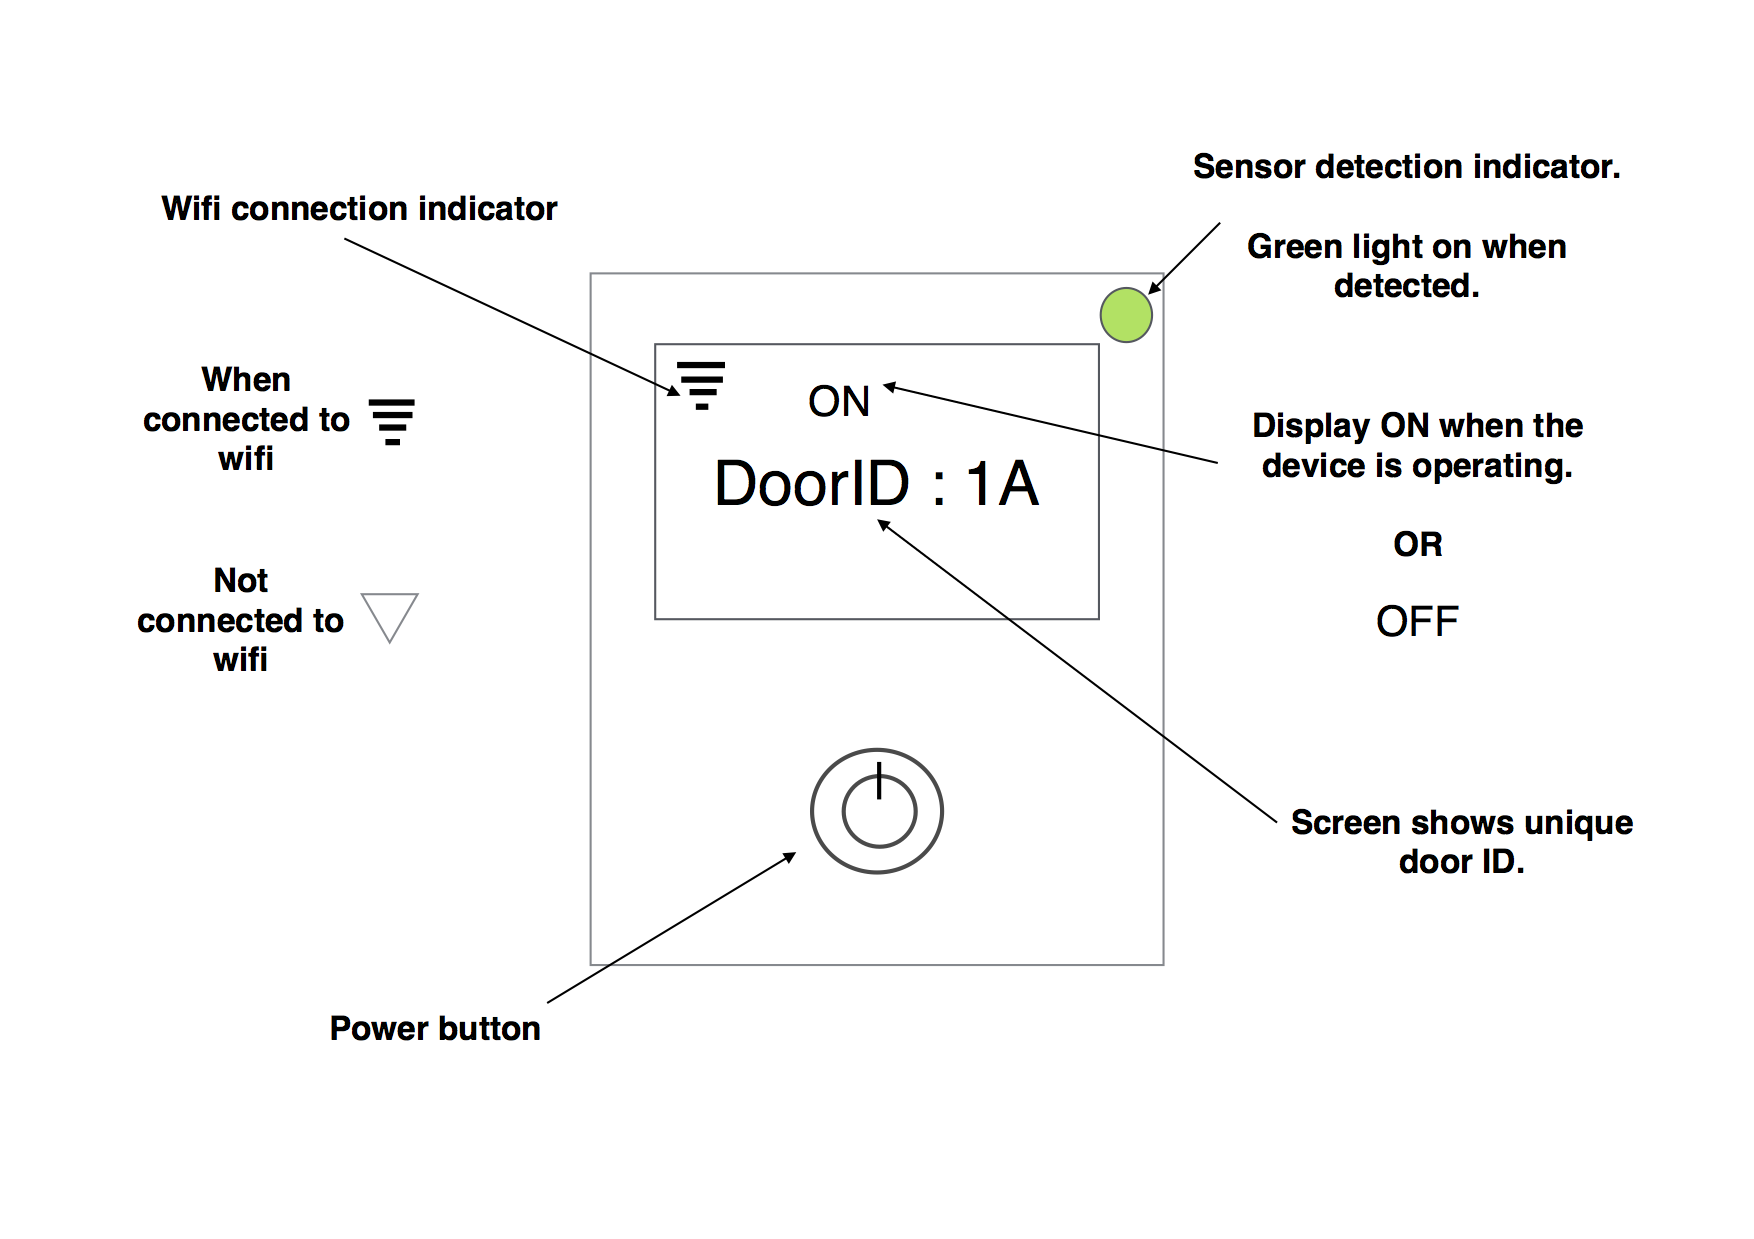 Sensor detection indicator.
Wifi connection indicator
Green light on when
detected.
When
connected to
wifi
ON
DoorID : 1A
Display ON when the
device is operating.
OR
OFF
Not
connected to
wifi
Screen shows unique
door ID.
Power button